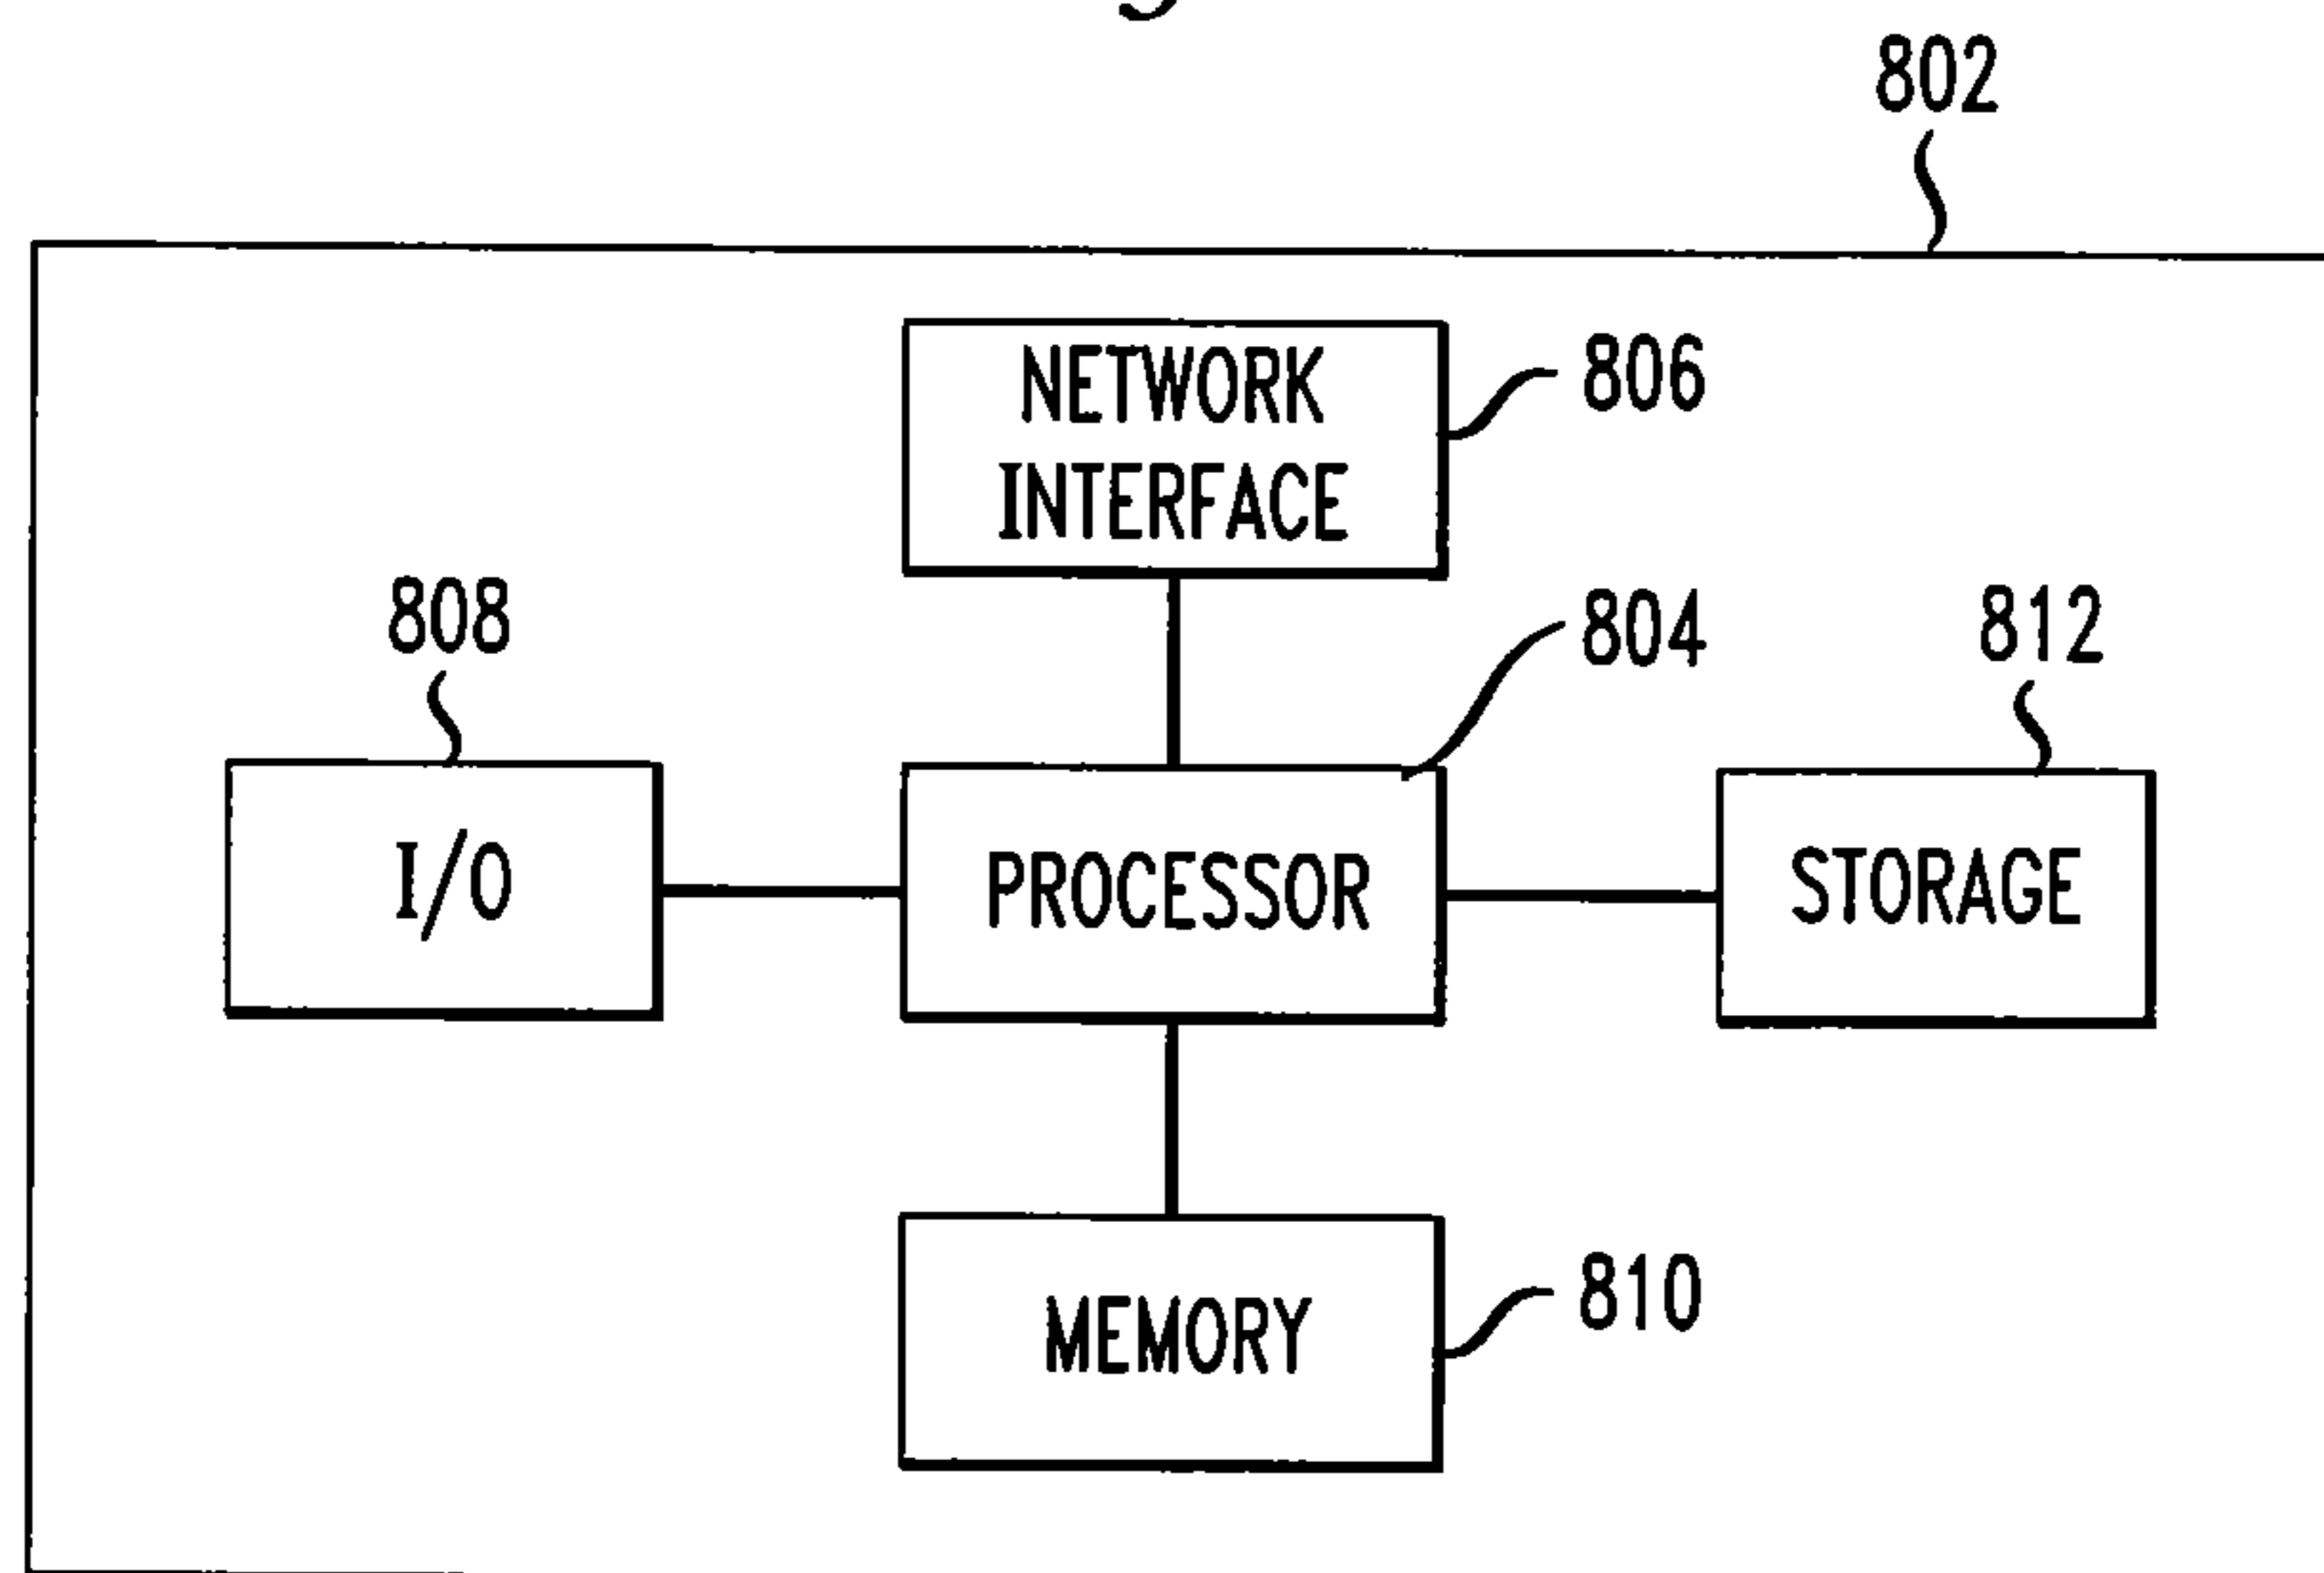 802
NETWORK
INTERFACE
806
808
804
812
I/O
PROCESSOR
STORAGE
MEMORY
810